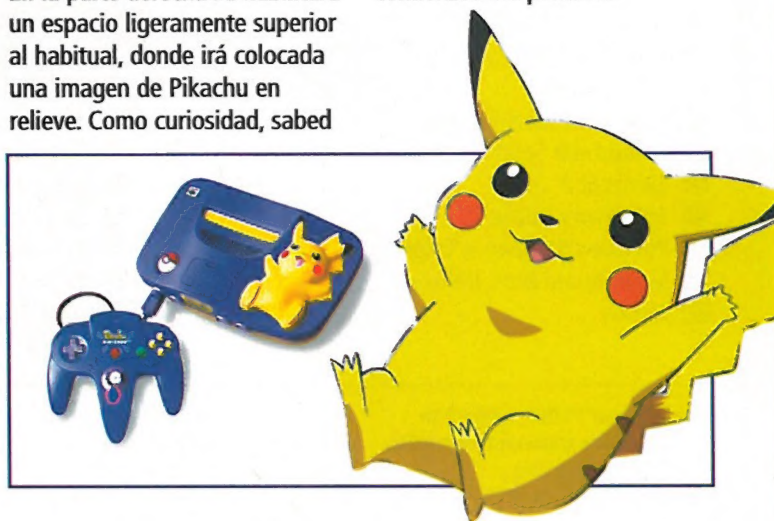 un espacio ligeramente superior
al habitual, donde irá colocada
una imagen de Pikachu en
relieve. Como curiosidad, sabed